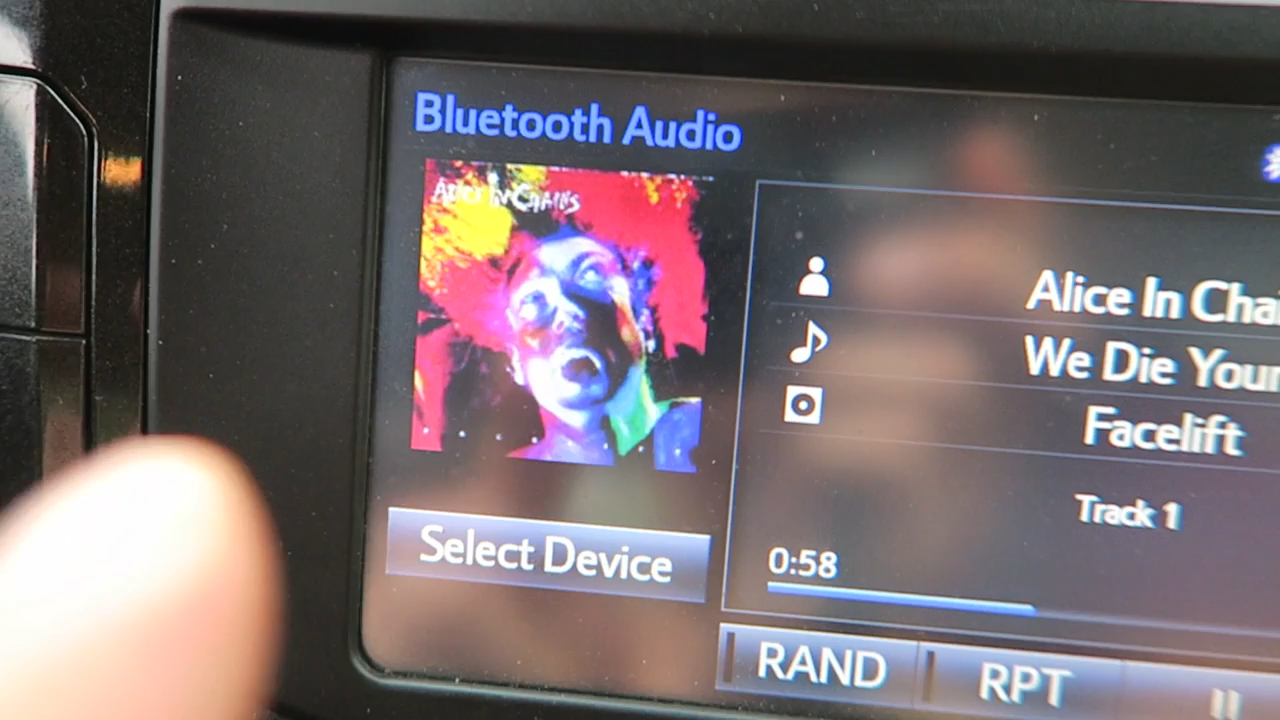 Bluetooth Audio
ALICE IN CHAINS
Alice In Cha
We Die Your
Facelift
Track 1
Select Device
0:58
RAND
RPT